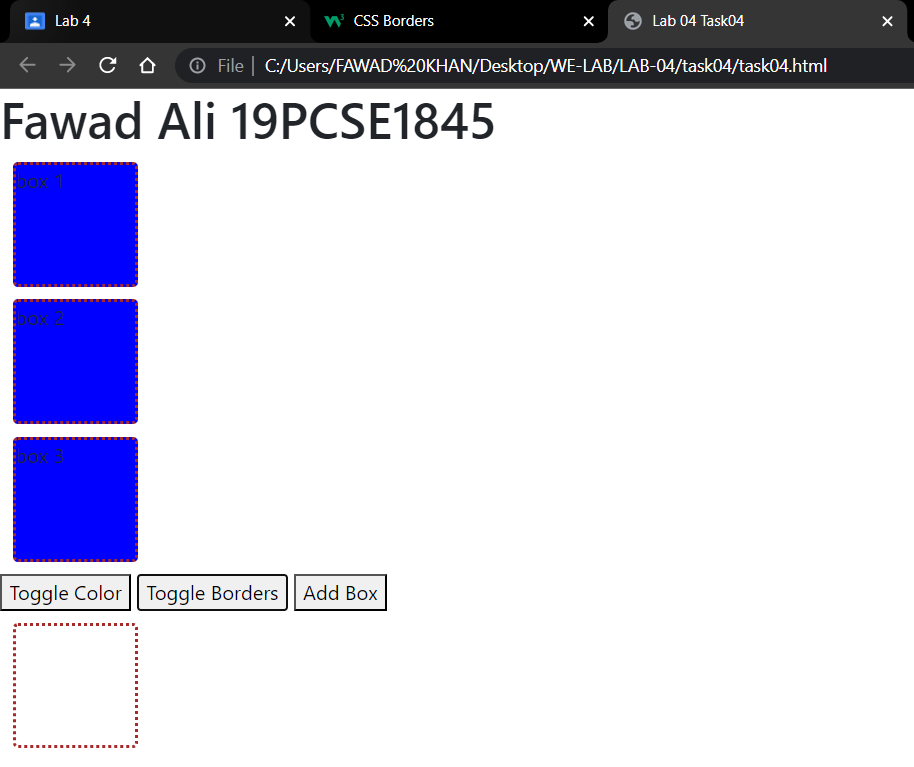 Lab 4
CSS Borders
Lab 04 Task04
File | C:/Users/FAWAD%20KHAN/Desktop/WE-LAB/LAB-04/task04/task04.html
Fawad Ali 19PCSE1845
box 1
box 2
box 3
Toggle Color Toggle Borders Add Box